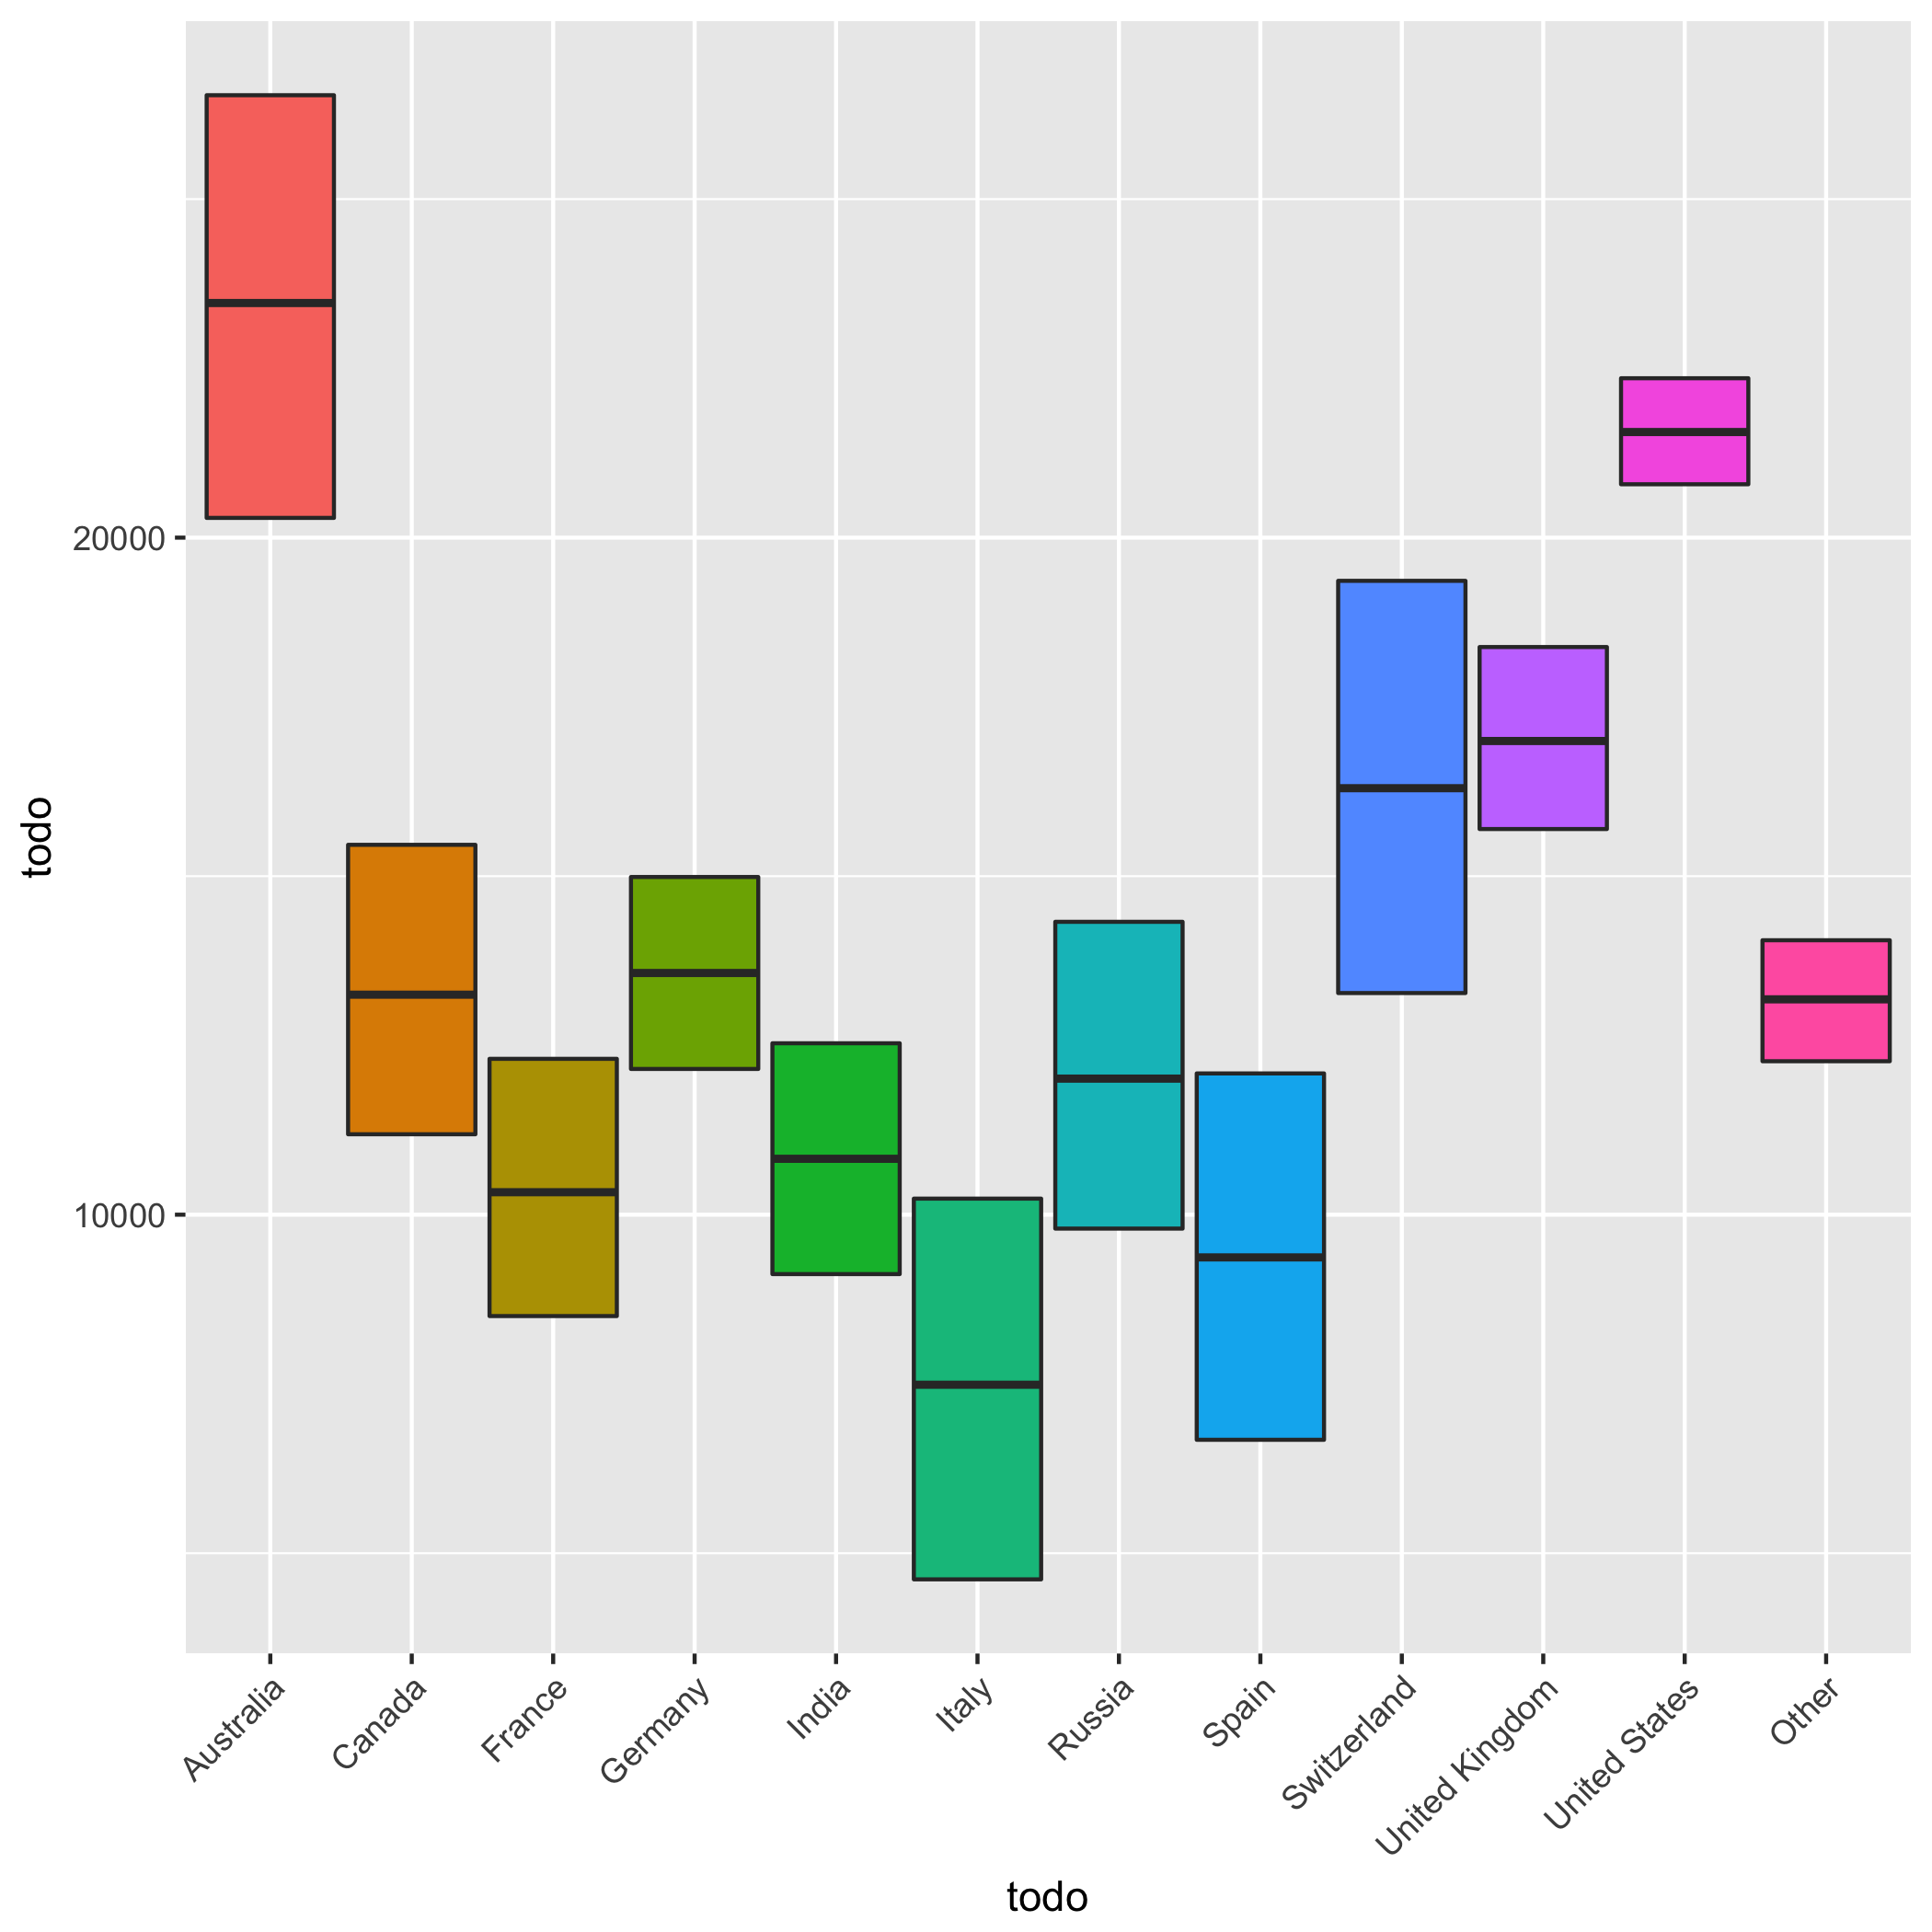 todo
20000
10000
Australia
Canada
France
Germany
India
Italy
Russia
Spain
Switzerland
United Kingdom
United States
Other
todo